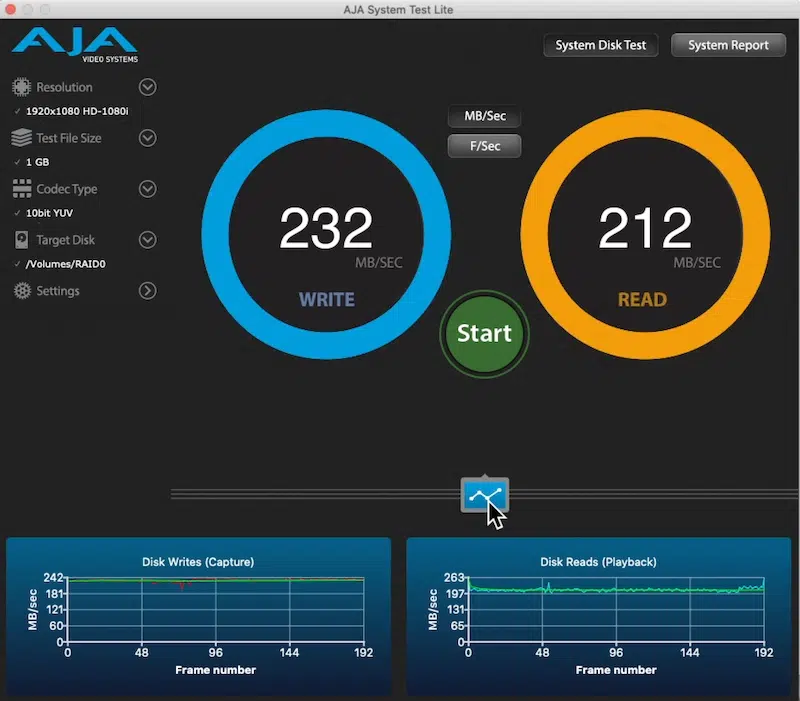 AJA System Test Lite
AJA
VIDEO SYSTEMS
System Disk Test
System Report
Resolution
✓ 1920x1080 HD-1080i
Test File Size
✓ 1 GB
Codec Type
✓ 10bit YUV
Target Disk
✓ /Volumes/RAID0
Settings
MB/Sec
F/Sec
232
MB/SEC
WRITE
212
MB/SEC
READ
Start
Disk Writes (Capture)
MB/sec
242
181
121
60
0
0 48 96 144 192
Frame number
Disk Reads (Playback)
MB/sec
263
197
131
65
0
0 48 96 144 192
Frame number